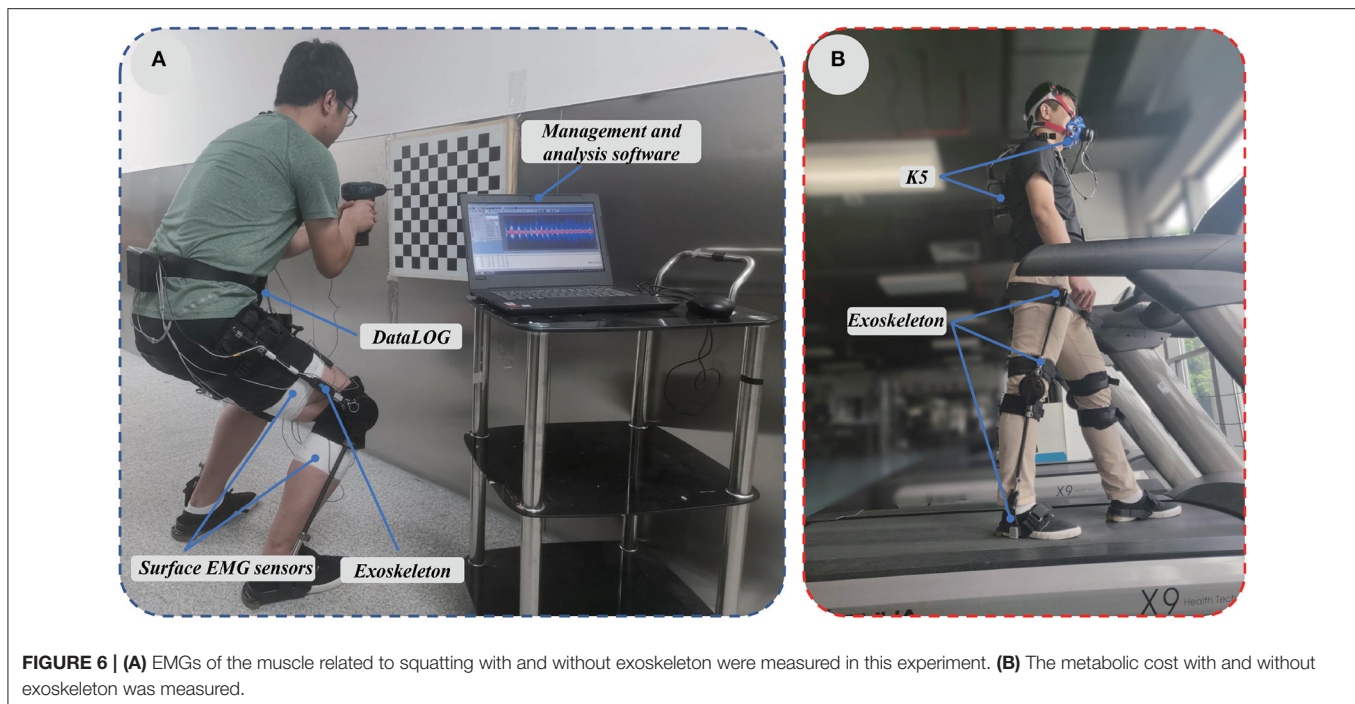 A
Management and
analysis software
DataLOG
Surface EMG sensors
Exoskeleton
B
K5
Exoskeleton
X9
X9 Health Tech
FIGURE 6 | (A) EMGs of the muscle related to squatting with and without exoskeleton were measured in this experiment. (B) The metabolic cost with and without
exoskeleton was measured.